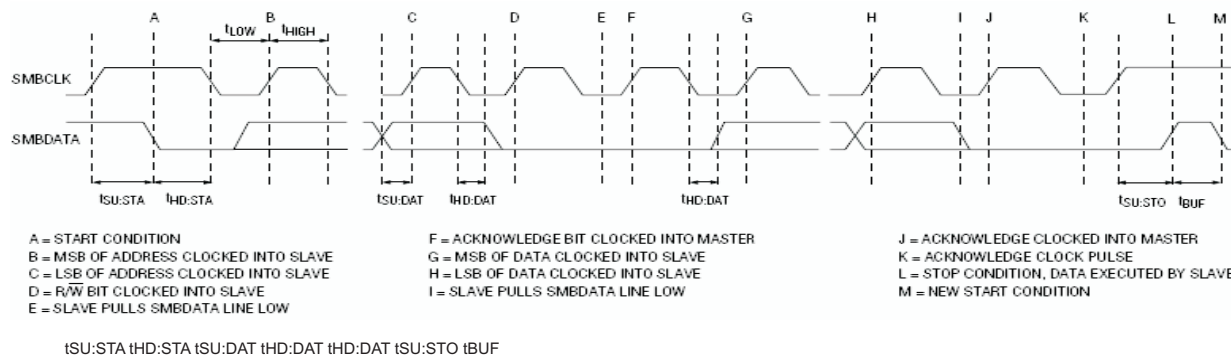 A B C D E F G H I J K L M
tLOW tHIGH
SMBCLK
SMBDATA
tSU:STA tHD:STA tSU:DAT tHD:DAT tHD:DAT tSU:STO tBUF
A = START CONDITION
B = MSB OF ADDRESS CLOCKED INTO SLAVE
C = LSB OF ADDRESS CLOCKED INTO SLAVE
D = R/W BIT CLOCKED INTO SLAVE
E = SLAVE PULLS SMBDATA LINE LOW
F = ACKNOWLEDGE BIT CLOCKED INTO MASTER
G = MSB OF DATA CLOCKED INTO SLAVE
H = LSB OF DATA CLOCKED INTO SLAVE
I = SLAVE PULLS SMBDATA LINE LOW
J = ACKNOWLEDGE CLOCKED INTO MASTER
K = ACKNOWLEDGE CLOCK PULSE
L = STOP CONDITION, DATA EXECUTED BY SLAVE
M = NEW START CONDITION
tSU:STA tHD:STA tSU:DAT tHD:DAT tHD:DAT tSU:STO tBUF